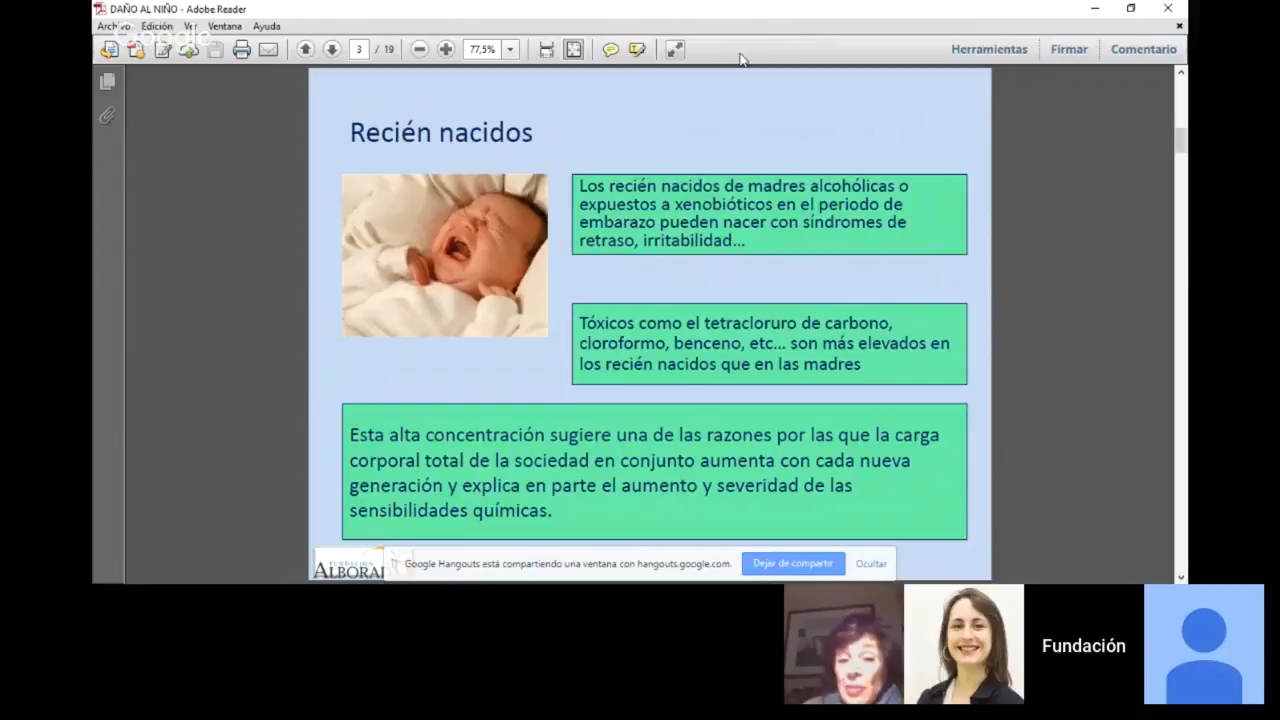 DAÑO AL NIÑO - Adobe Reader
Archivo Edición Ver Ventana Ayuda
3 / 19
77,5%
Herramientas Firmar Comentario
Recién nacidos
Los recién nacidos de madres alcohólicas o
expuestos a xenobióticos en el periodo de
embarazo pueden nacer con síndromes de
retraso, irritabilidad...
Tóxicos como el tetracloruro de carbono,
cloroformo, benceno, etc... son más elevados en
los recién nacidos que en las madres
Esta alta concentración sugiere una de las razones por las que la carga
corporal total de la sociedad en conjunto aumenta con cada nueva
generación y explica en parte el aumento y severidad de las
sensibilidades químicas.
FUNDACIÓN
ALBORA
Google Hangouts está compartiendo una ventana con hangouts.google.com.
Dejar de compartir
Ocultar
Fundación